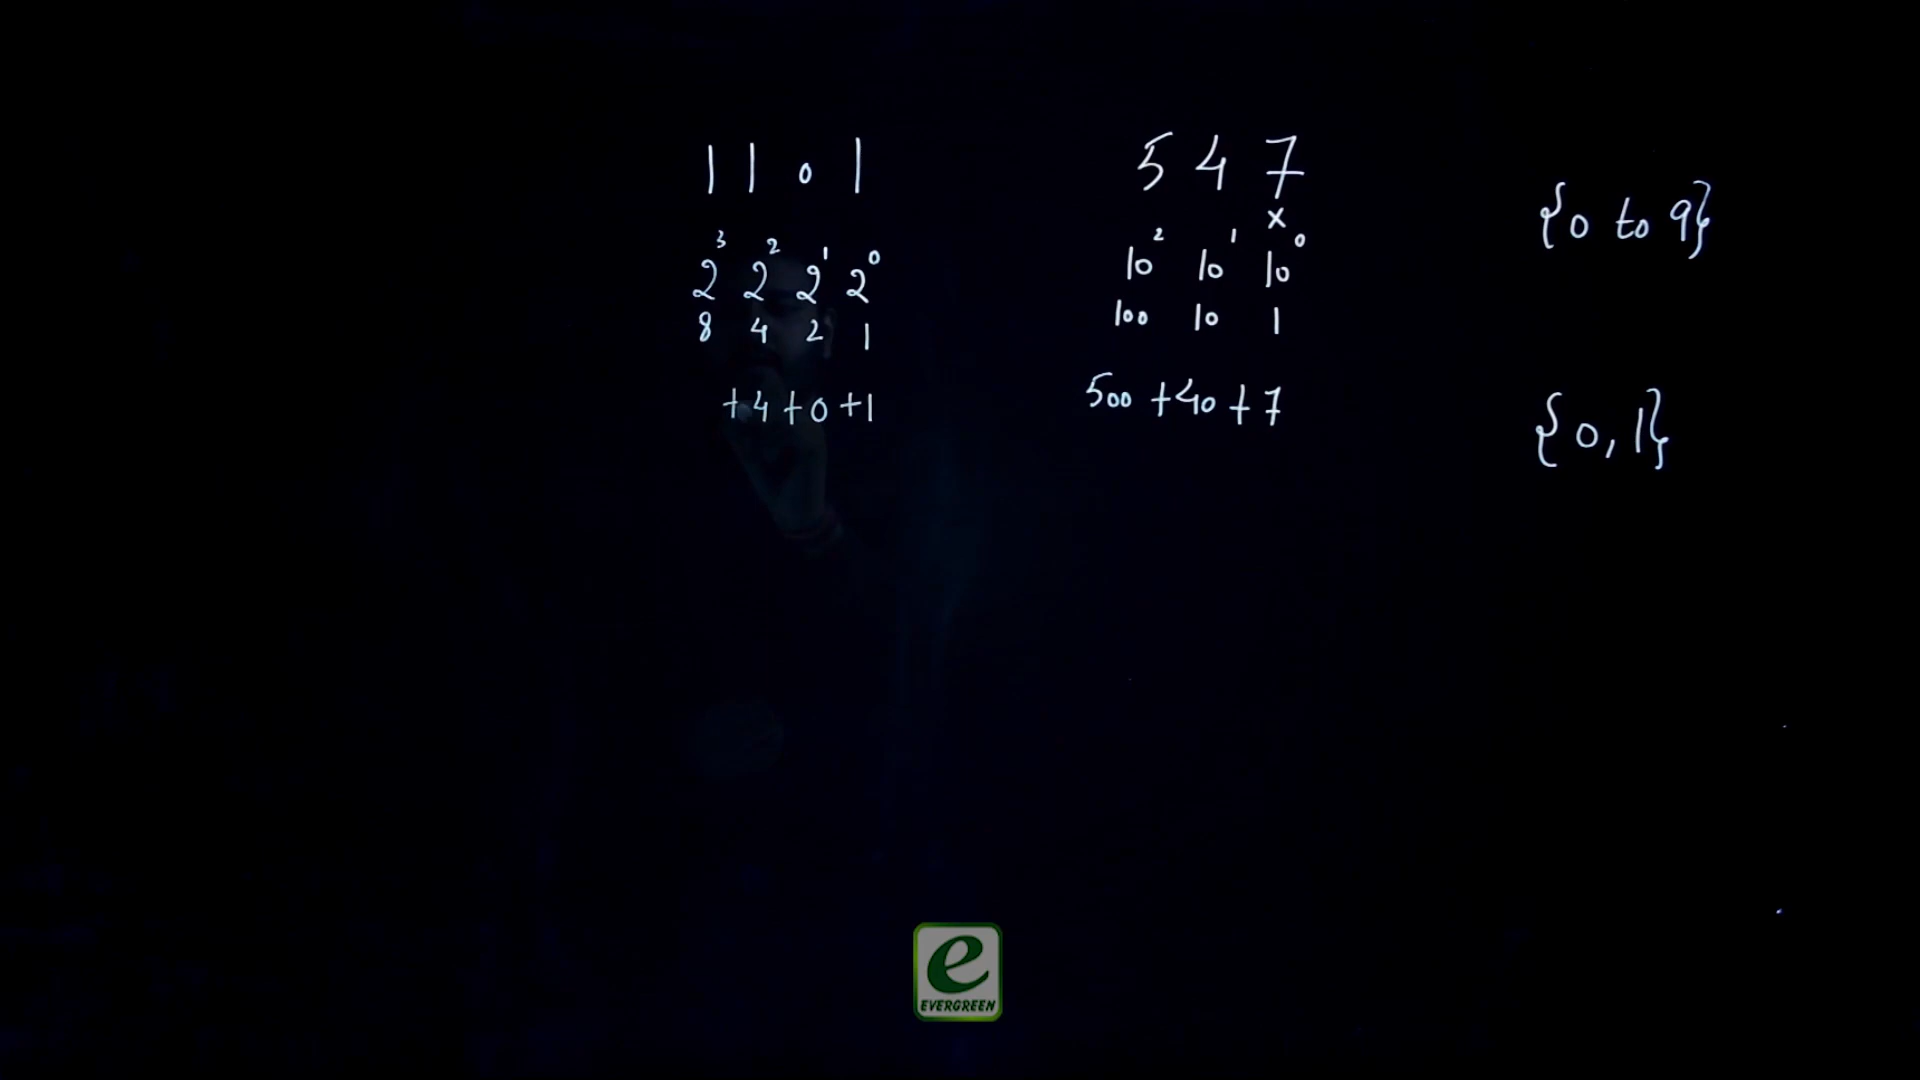 1 1 0 1
2³ 2² 2¹ 2⁰
8 4 2 1
+4+0+1
5 4 7
×
10² 10¹ 10⁰
100 10 1
500+40+7
{0 to 9}
{0,1}
e
EVERGREEN